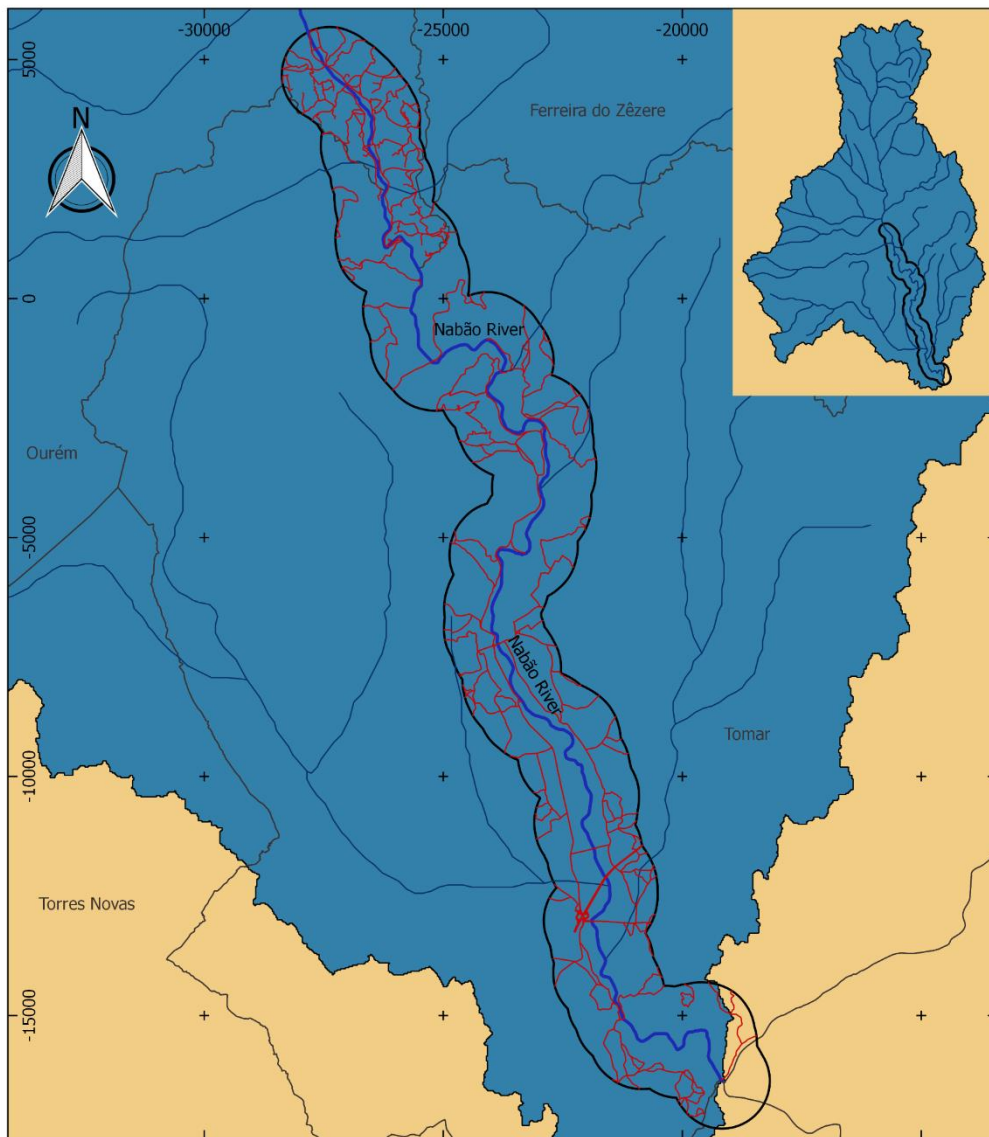 -30000
-25000
-20000
5000
N
Ferreira do Zêzere
0
Nabão River
Ourém
-5000
Nabão River
Tomar
-10000
Torres Novas
-15000